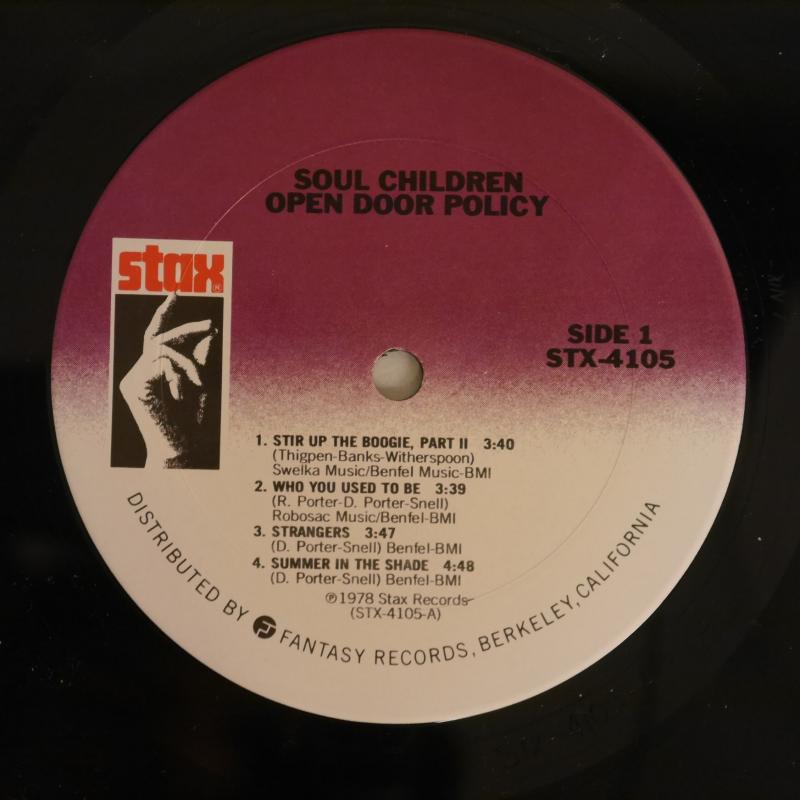 SOUL CHILDREN
OPEN DOOR POLICY
stax®
SIDE 1
STX-4105
1. STIR UP THE BOOGIE, PART II 3:40
(Thigpen-Banks-Witherspoon)
Swelka Music/Benfel Music-BMI
2. WHO YOU USED TO BE 3:39
(R. Porter-D. Porter-Snell)
Robosac Music/Benfel-BMI
3. STRANGERS 3:47
(D. Porter-Snell) Benfel-BMI
4. SUMMER IN THE SHADE 4:48
(D. Porter-Snell) Benfel-BMI
℗1978 Stax Records
(STX-4105-A)
DISTRIBUTED BY FANTASY RECORDS, BERKELEY, CALIFORNIA